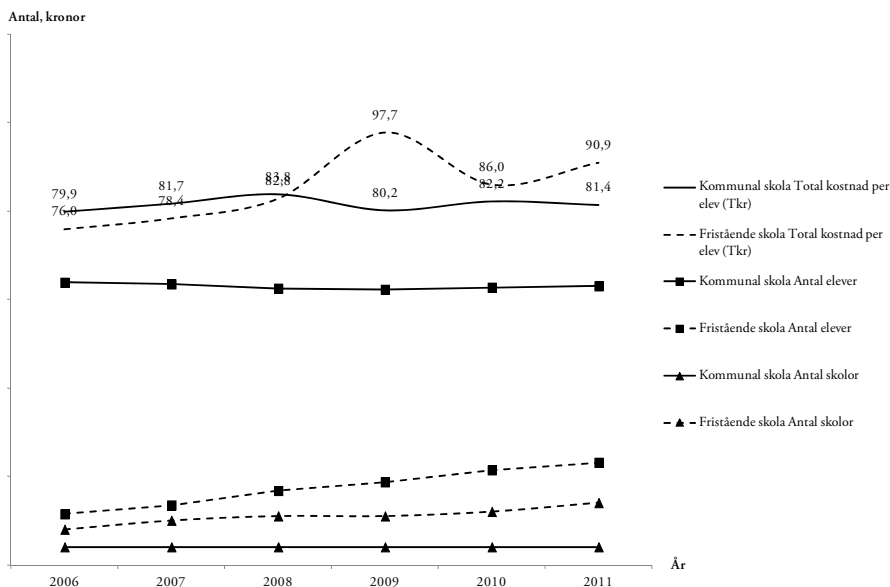 Antal, kronor
97,7
90,9
86,0
83,8
82,8
82,2
81,7
81,4
80,2
79,9
78,4
76,0
Kommunal skola Total kostnad per
elev (Tkr)
Fristående skola Total kostnad per
elev (Tkr)
Kommunal skola Antal elever
Fristående skola Antal elever
Kommunal skola Antal skolor
Fristående skola Antal skolor
År
2006 2007 2008 2009 2010 2011